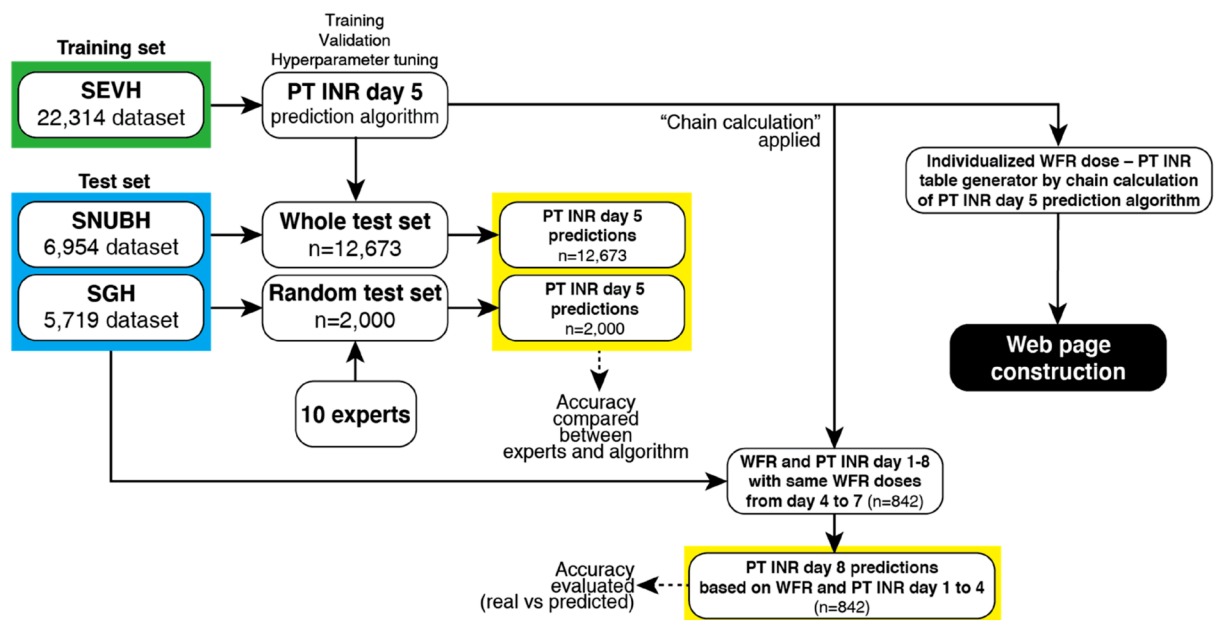 Training
Validation
Hyperparameter tuning
Training set
SEVH
22,314 dataset
PT INR day 5
prediction algorithm
“Chain calculation”
applied
Individualized WFR dose – PT INR
table generator by chain calculation
of PT INR day 5 prediction algorithm
Test set
SNUBH
6,954 dataset
Whole test set
n=12,673
PT INR day 5
predictions
n=12,673
SGH
5,719 dataset
Random test set
n=2,000
PT INR day 5
predictions
n=2,000
Web page
construction
10 experts
Accuracy
compared
between
experts and algorithm
WFR and PT INR day 1-8
with same WFR doses
from day 4 to 7 (n=842)
Accuracy
evaluated
(real vs predicted)
PT INR day 8 predictions
based on WFR and PT INR day 1 to 4
(n=842)